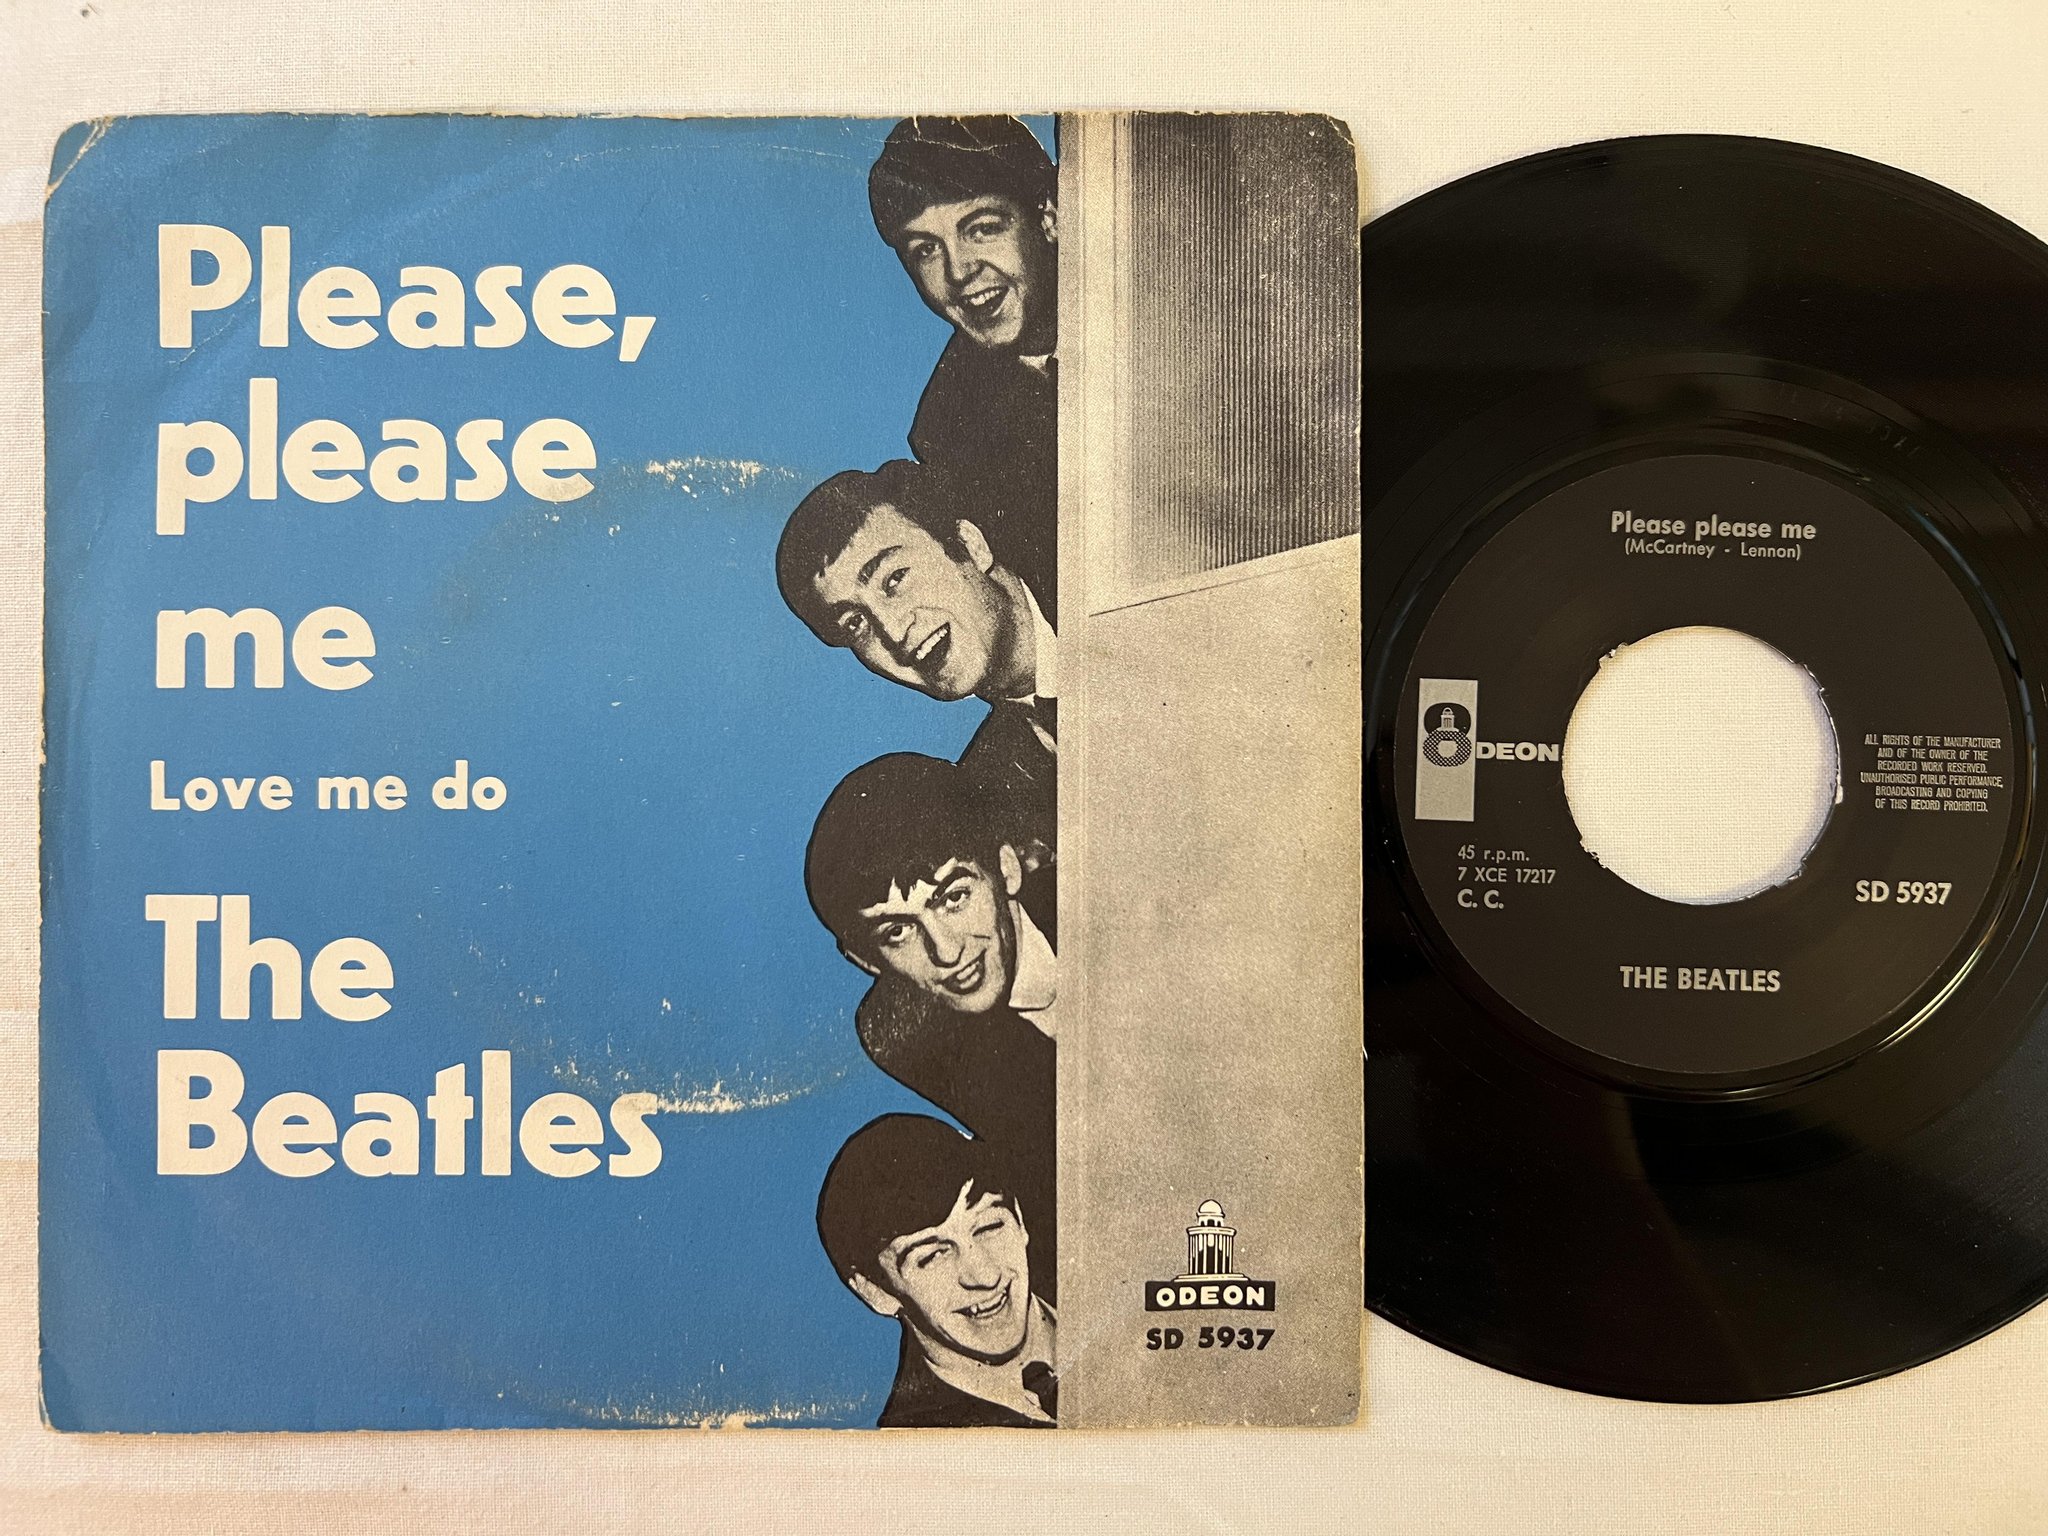 Please,
please
me
Love me do
The
Beatles
ODEON
SD 5937
Please please me
(McCartney - Lennon)
ODEON
ALL RIGHTS OF THE MANUFACTURER
AND OF THE OWNER OF THE
RECORDED WORK RESERVED.
UNAUTHORISED PUBLIC PERFORMANCE,
BROADCASTING AND COPYING
OF THIS RECORD PROHIBITED.
45 r.p.m.
7 XCE 17217
C. C.
SD 5937
THE BEATLES